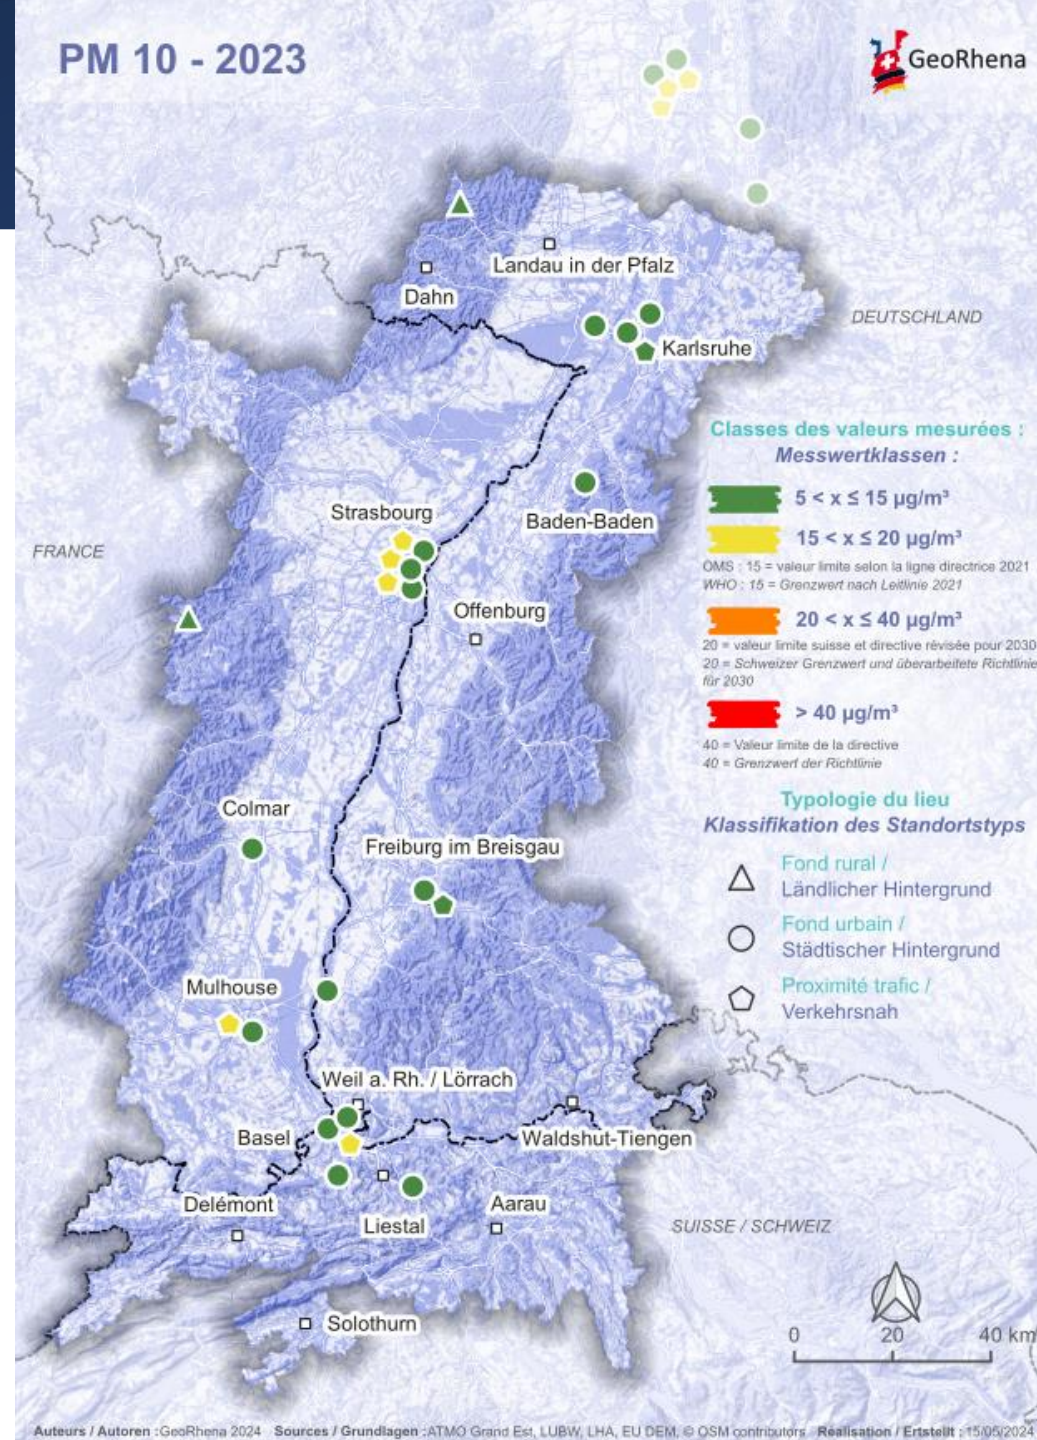 PM 10 - 2023
GeoRhena
Landau in der Pfalz
Dahn
DEUTSCHLAND
Karlsruhe
Classes des valeurs mesurées :
Messwertklassen :
5 < x ≤ 15 µg/m³
Strasbourg
Baden-Baden
15 < x ≤ 20 µg/m³
FRANCE
OMS : 15 = valeur limite selon la ligne directrice 2021
WHO : 15 = Grenzwert nach Leitlinie 2021
Offenburg
20 < x ≤ 40 µg/m³
20 = valeur limite suisse et directive révisée pour 2030
20 = Schweizer Grenzwert und überarbeitete Richtlinie
für 2030
> 40 µg/m³
40 = Valeur limite de la directive
40 = Grenzwert der Richtlinie
Typologie du lieu
Klassifikation des Standortstyps
Colmar
Freiburg im Breisgau
Fond rural /
Ländlicher Hintergrund
Fond urbain /
Städtischer Hintergrund
Mulhouse
Proximité trafic /
Verkehrsnah
Weil a. Rh. / Lörrach
Basel
Waldshut-Tiengen
Delémont
Aarau
Liestal
SUISSE / SCHWEIZ
Solothurn
0 20 40 km
Auteurs / Autoren :GeoRhena 2024 Sources / Grundlagen :ATMO Grand Est, LUBW, LHA, EU DEM, © OSM contributors Réalisation / Ertstellt : 15/05/2024